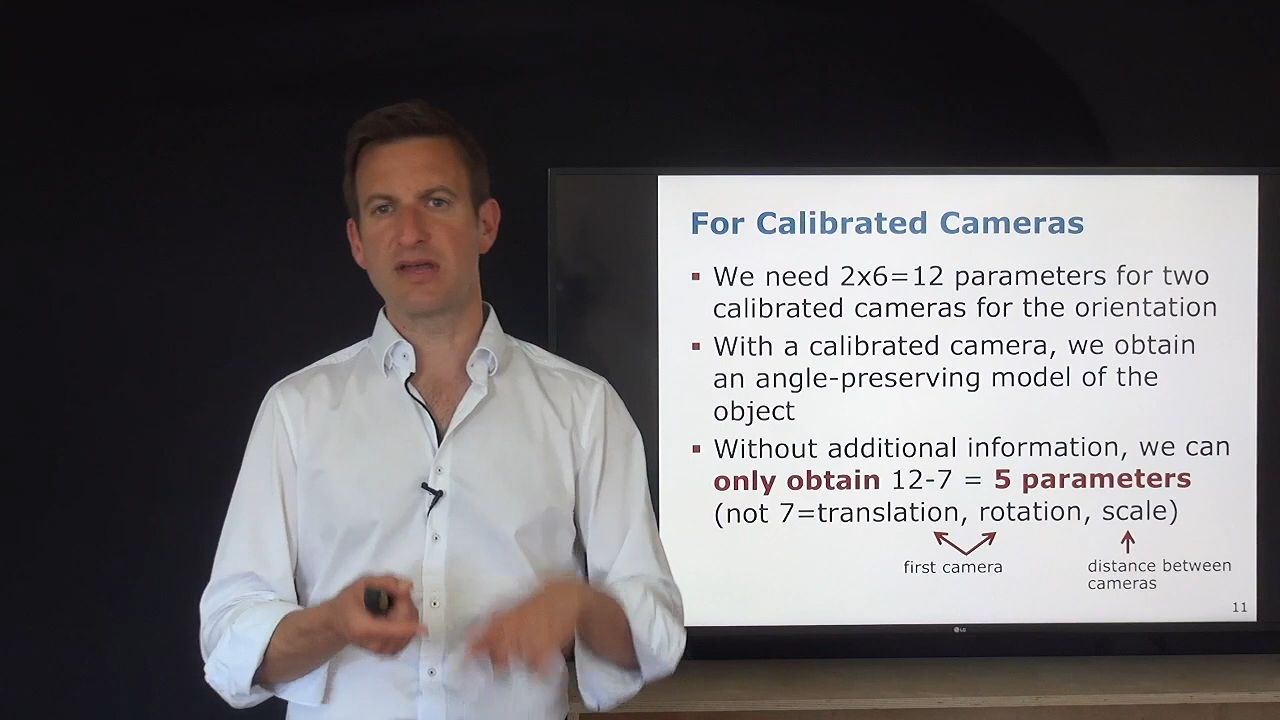 For Calibrated Cameras
▪ We need 2x6=12 parameters for two
calibrated cameras for the orientation
▪ With a calibrated camera, we obtain
an angle-preserving model of the
object
▪ Without additional information, we can
only obtain 12-7 = 5 parameters
(not 7=translation, rotation, scale)
first camera
distance between
cameras
11
LG